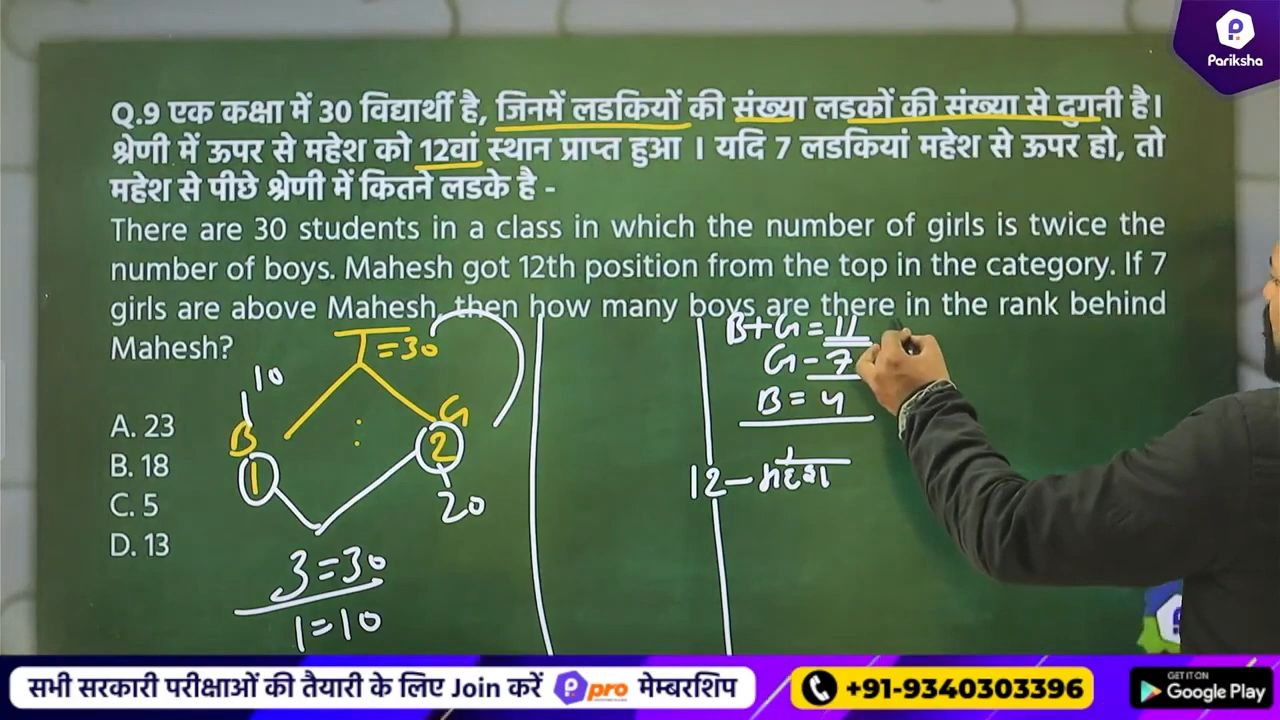 Pariksha
Q.9 एक कक्षा में 30 विद्यार्थी है, जिनमें लडकियों की संख्या लडकों की संख्या से दुगनी है।
श्रेणी में ऊपर से महेश को 12वां स्थान प्राप्त हुआ । यदि 7 लडकियां महेश से ऊपर हो, तो
महेश से पीछे श्रेणी में कितने लडके है -
There are 30 students in a class in which the number of girls is twice the
number of boys. Mahesh got 12th position from the top in the category. If 7
girls are above Mahesh, then how many boys are there in the rank behind
Mahesh?
A. 23
B. 18
C. 5
D. 13
T = 30
10
B : G
1 2
20
3 = 30
1 = 10
B+G = 11
G - 7
B = 4
12 - महेश
सभी सरकारी परीक्षाओं की तैयारी के लिए Join करें pro मेम्बरशिप
+91-9340303396
GET IT ON
Google Play